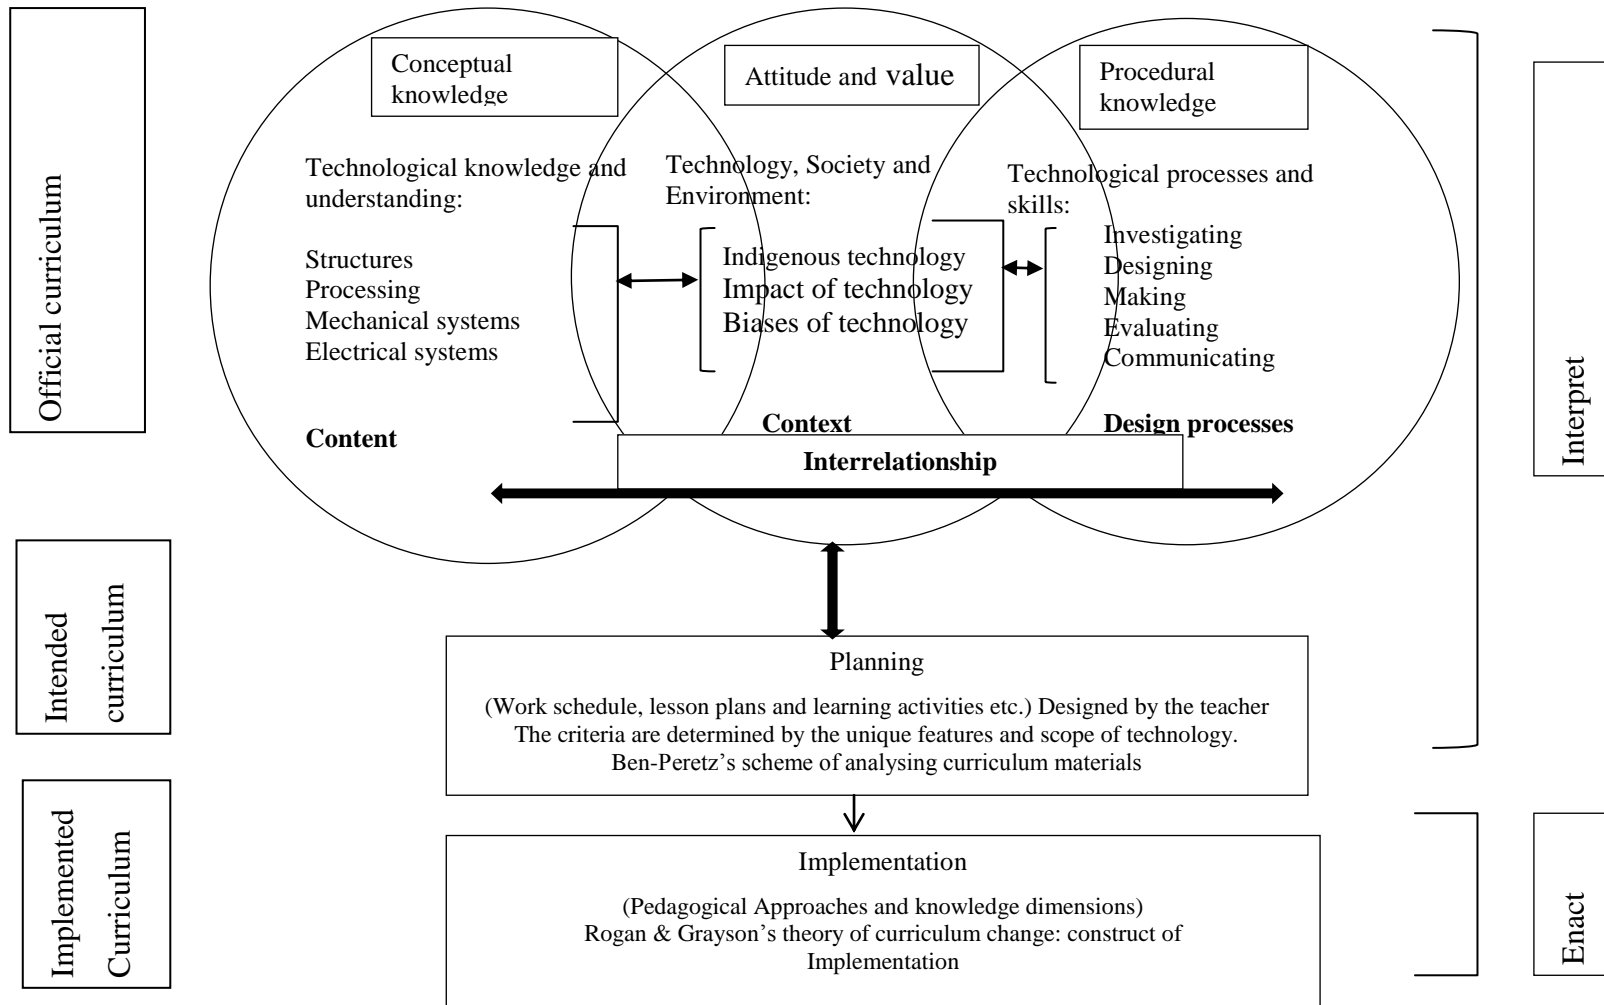 Official curriculum
Conceptual
knowledge
Attitude and value
Procedural
knowledge
Technological knowledge and
understanding:
Structures
Processing
Mechanical systems
Electrical systems
Content
Technology, Society and
Environment:
Indigenous technology
Impact of technology
Biases of technology
Context
Technological processes and
skills:
Investigating
Designing
Making
Evaluating
Communicating
Design processes
Interrelationship
Interpret
Intended
curriculum
Planning
(Work schedule, lesson plans and learning activities etc.) Designed by the teacher
The criteria are determined by the unique features and scope of technology.
Ben-Peretz’s scheme of analysing curriculum materials
Implemented
Curriculum
Implementation
(Pedagogical Approaches and knowledge dimensions)
Rogan & Grayson’s theory of curriculum change: construct of
Implementation
Enact